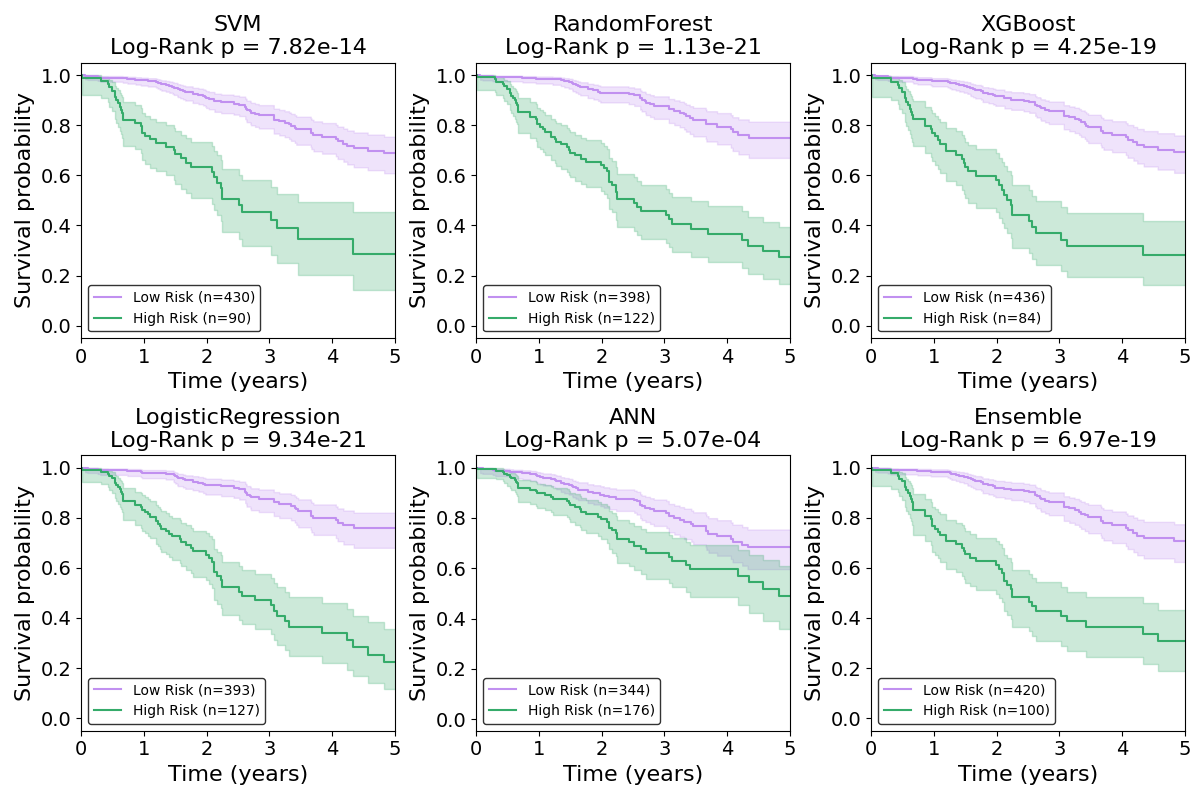 SVM
Log-Rank p = 7.82e-14
Survival probability
1.0
0.8
0.6
0.4
0.2
0.0
Low Risk (n=430)
High Risk (n=90)
0 1 2 3 4 5
Time (years)
RandomForest
Log-Rank p = 1.13e-21
Survival probability
1.0
0.8
0.6
0.4
0.2
0.0
Low Risk (n=398)
High Risk (n=122)
0 1 2 3 4 5
Time (years)
XGBoost
Log-Rank p = 4.25e-19
Survival probability
1.0
0.8
0.6
0.4
0.2
0.0
Low Risk (n=436)
High Risk (n=84)
0 1 2 3 4 5
Time (years)
LogisticRegression
Log-Rank p = 9.34e-21
Survival probability
1.0
0.8
0.6
0.4
0.2
0.0
Low Risk (n=393)
High Risk (n=127)
0 1 2 3 4 5
Time (years)
ANN
Log-Rank p = 5.07e-04
Survival probability
1.0
0.8
0.6
0.4
0.2
0.0
Low Risk (n=344)
High Risk (n=176)
0 1 2 3 4 5
Time (years)
Ensemble
Log-Rank p = 6.97e-19
Survival probability
1.0
0.8
0.6
0.4
0.2
0.0
Low Risk (n=420)
High Risk (n=100)
0 1 2 3 4 5
Time (years)